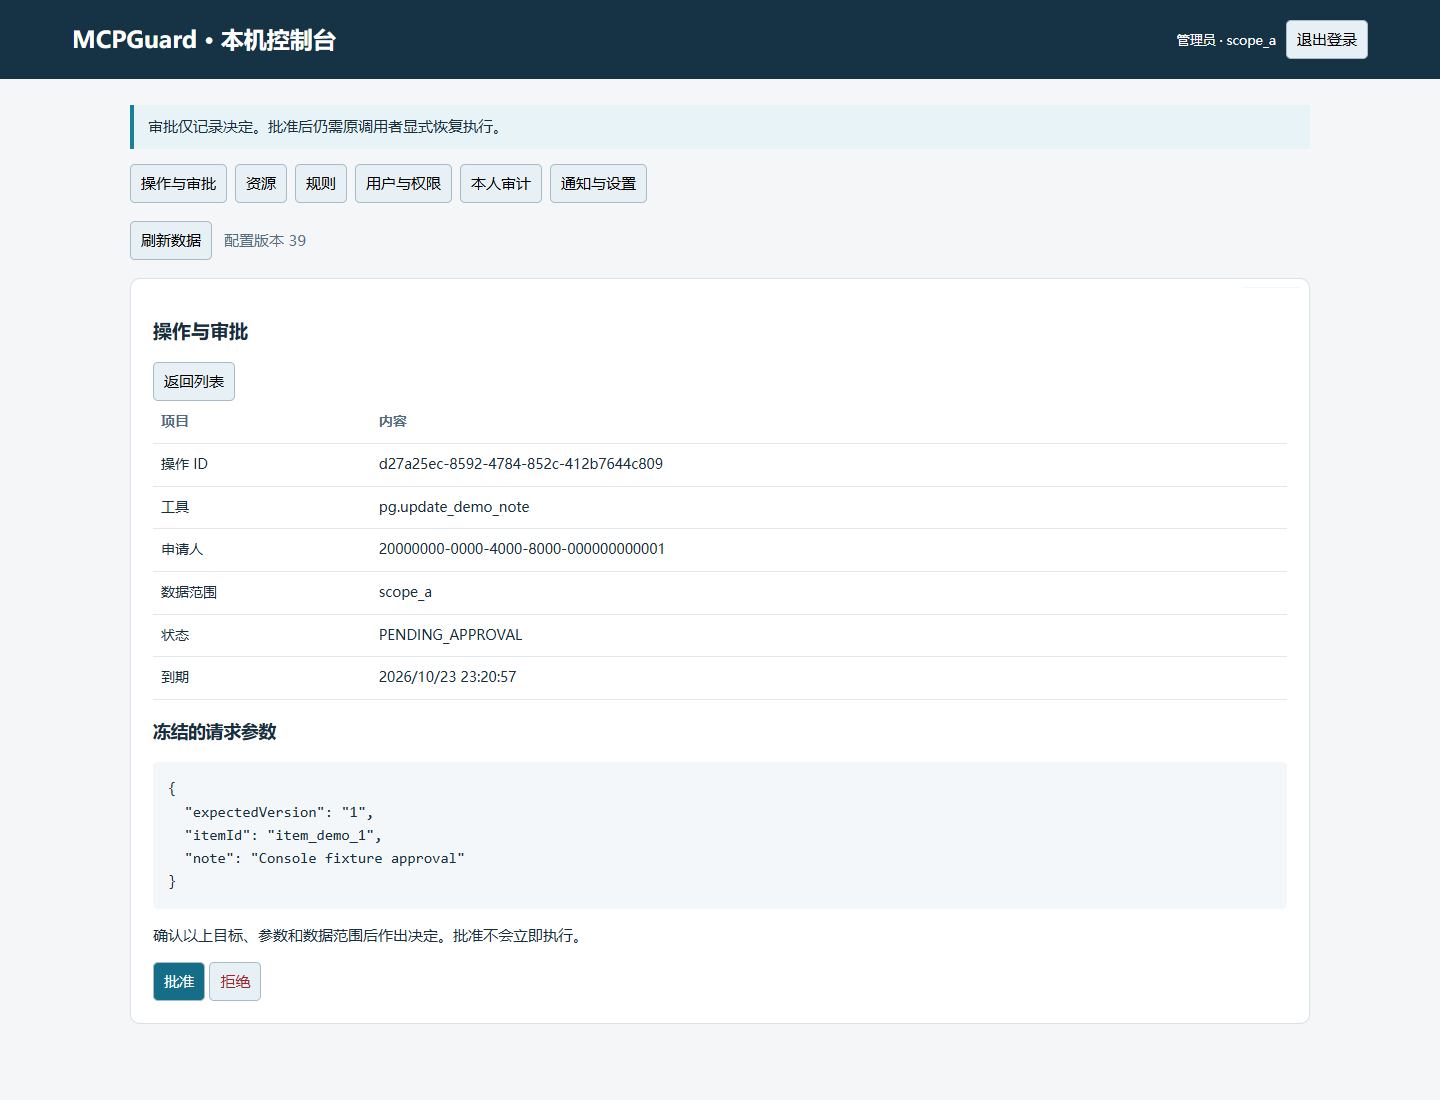 MCPGuard • 本机控制台
管理员 · scope_a
退出登录
审批仅记录决定。批准后仍需原调用者显式恢复执行。
操作与审批 资源 规则 用户与权限 本人审计 通知与设置
刷新数据 配置版本 39
操作与审批
返回列表
项目 内容
操作 ID d27a25ec-8592-4784-852c-412b7644c809
工具 pg.update_demo_note
申请人 20000000-0000-4000-8000-000000000001
数据范围 scope_a
状态 PENDING_APPROVAL
到期 2026/10/23 23:20:57
冻结的请求参数
{
  "expectedVersion": "1",
  "itemId": "item_demo_1",
  "note": "Console fixture approval"
}
确认以上目标、参数和数据范围后作出决定。批准不会立即执行。
批准 拒绝